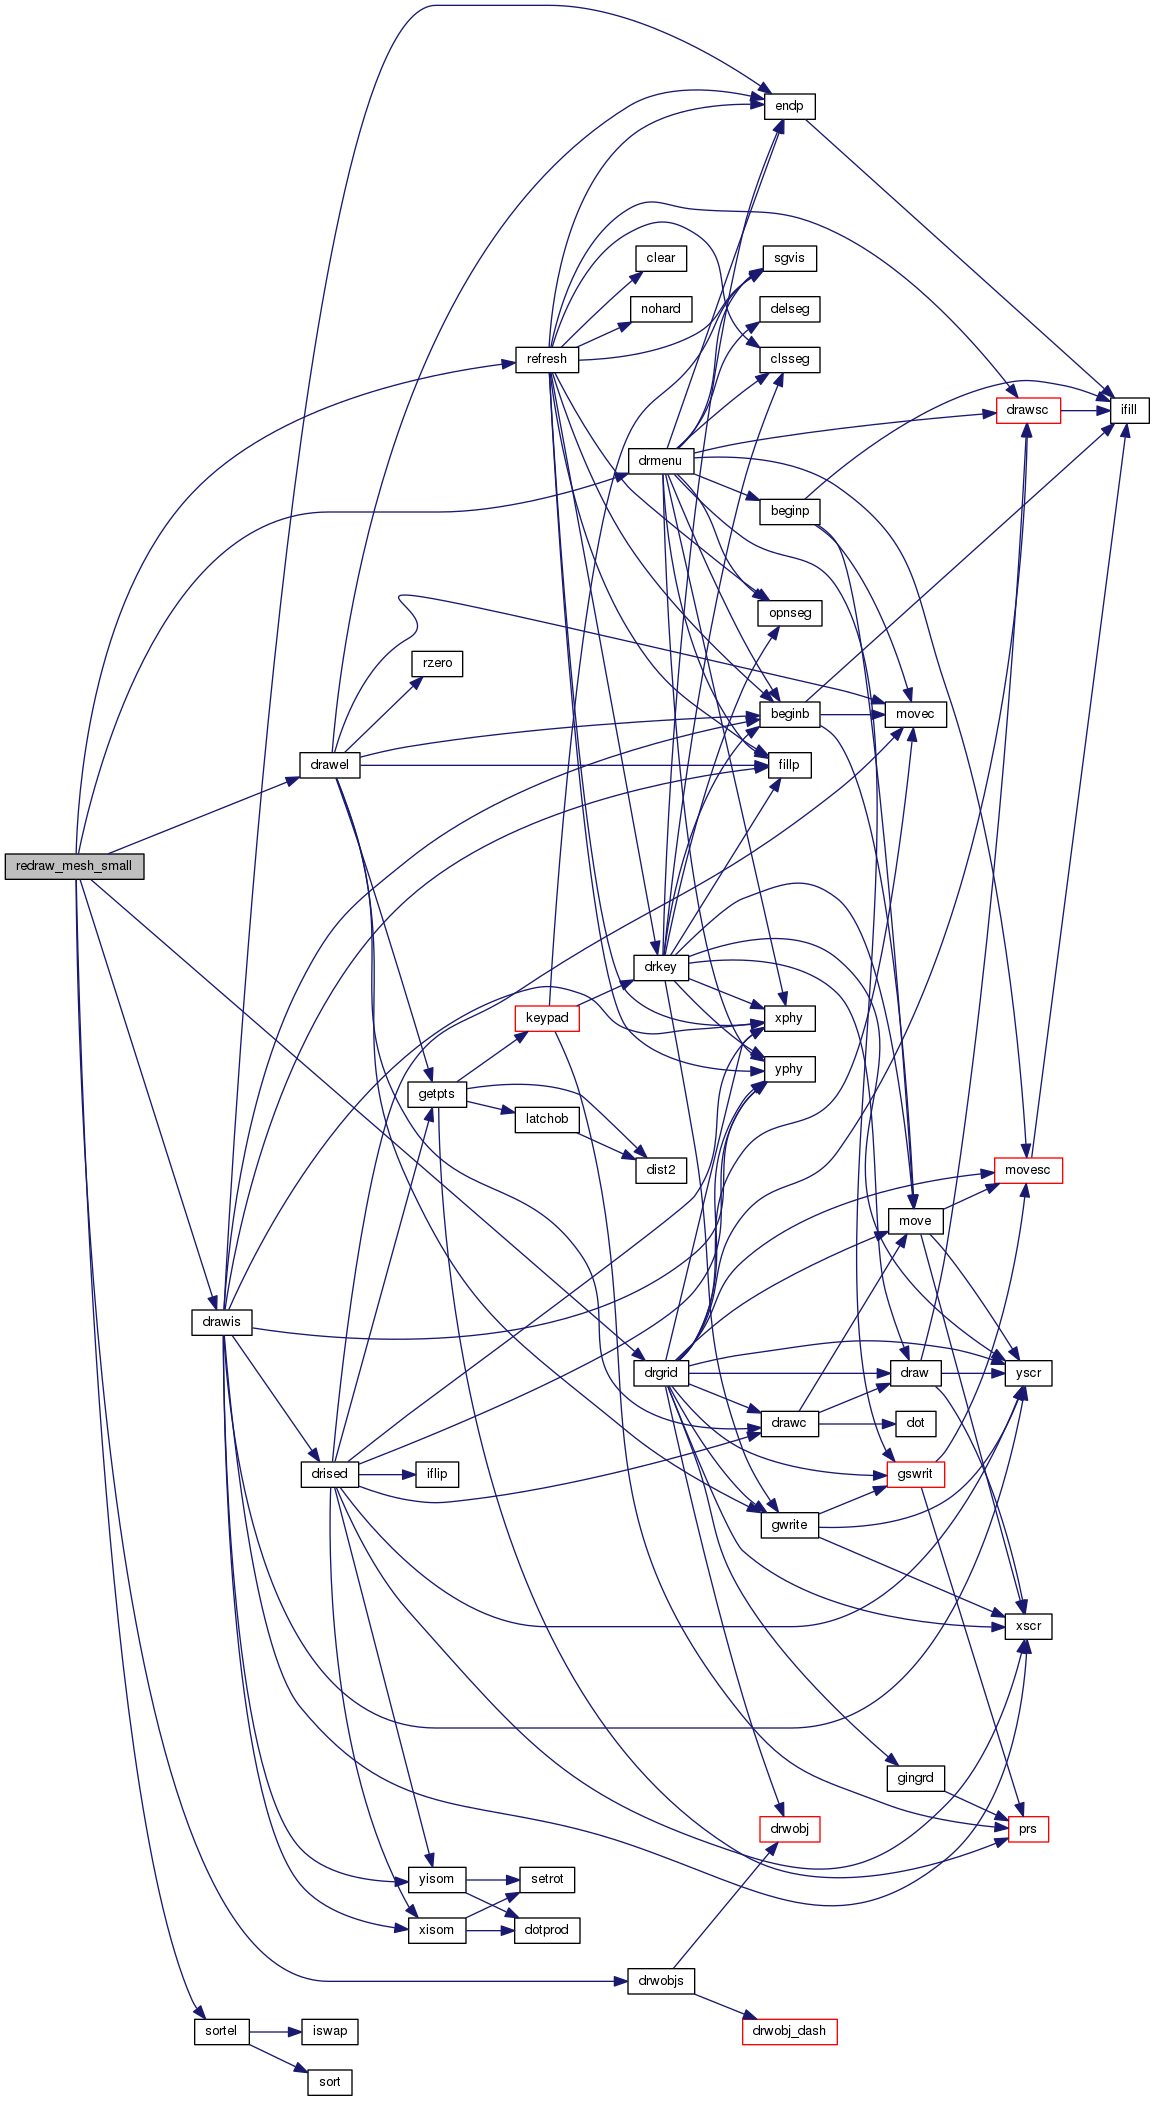 endp
clear
sgvis
nohard
delseg
refresh
clsseg
drawsc
ifill
drmenu
beginp
opnseg
rzero
beginb
movec
drawel
fillp
redraw_mesh_small
drkey
keypad
xphy
yphy
getpts
latchob
dist2
movesc
move
drawis
drgrid
draw
yscr
drawc
dot
drised
iflip
gswrit
gwrite
xscr
gingrd
drwobj
prs
yisom
setrot
xisom
dotprod
drwobjs
sortel
iswap
drwobj_dash
sort